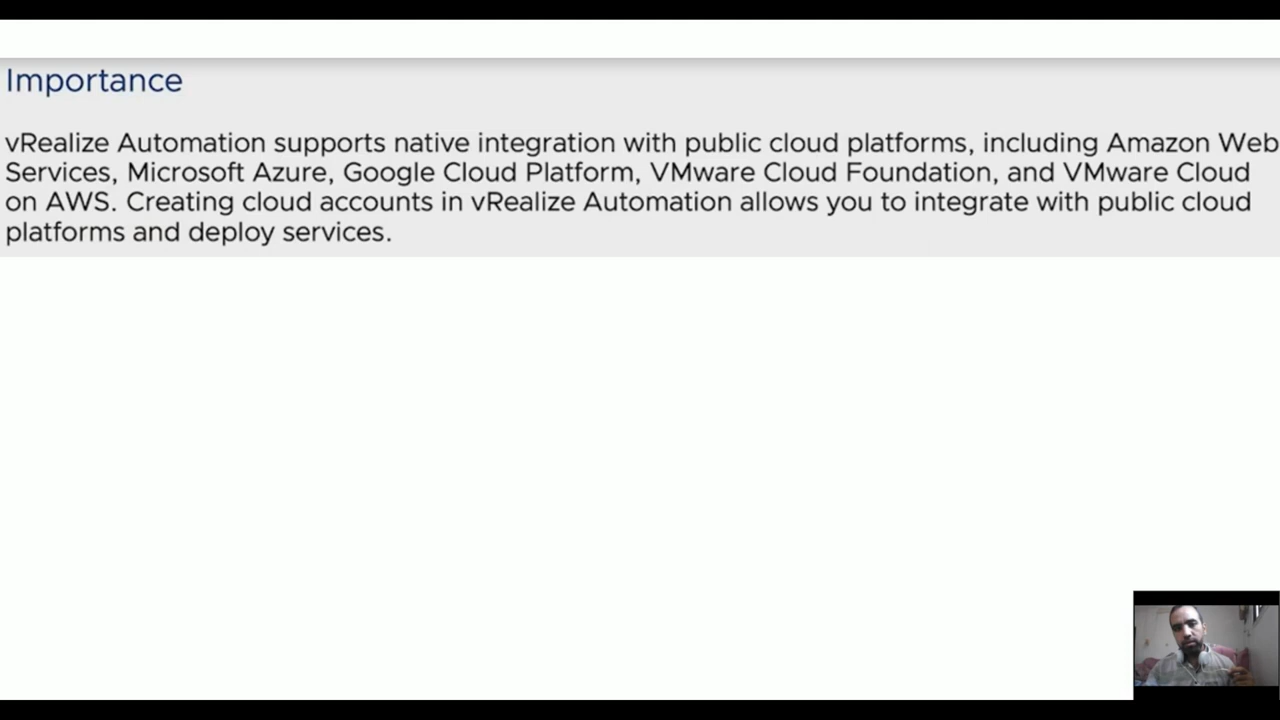 Importance
vRealize Automation supports native integration with public cloud platforms, including Amazon Web
Services, Microsoft Azure, Google Cloud Platform, VMware Cloud Foundation, and VMware Cloud
on AWS. Creating cloud accounts in vRealize Automation allows you to integrate with public cloud
platforms and deploy services.